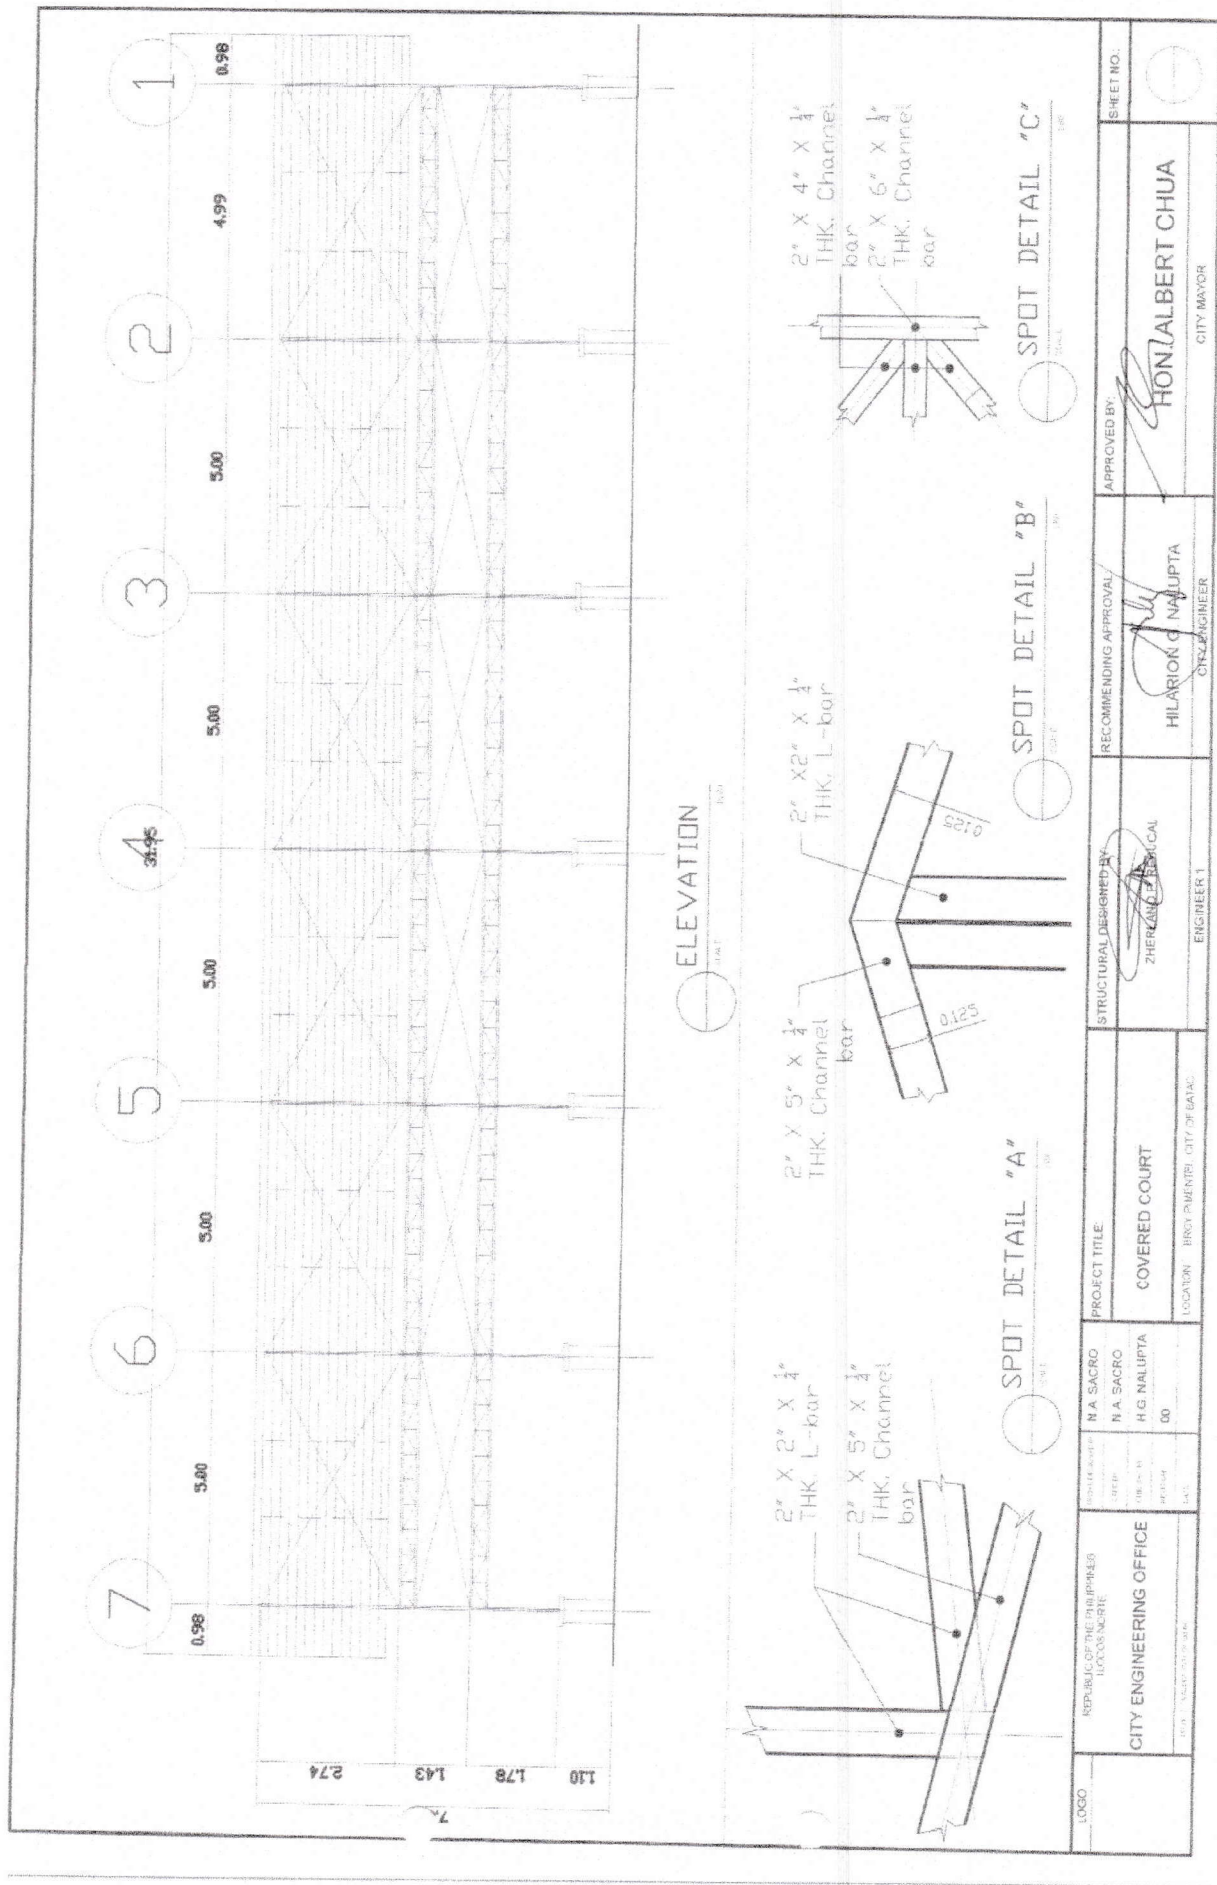 7
6
5
4
3
2
1
0.98
5.00
5.00
5.00
5.00
5.00
4.99
0.98
31.95
2.74
1.43
1.78
1.10
ELEVATION
2" X 2" X 1/4"
THK. L-bar
2" X 5" X 1/4"
THK. Channel
bar
SPOT DETAIL "A"
2" X 5" X 1/4"
THK. Channel
bar
2" X2" X 1/4"
THK. L-bar
0.125
0.125
SPOT DETAIL "B"
2" X 4" X 1/4"
THK. Channel
bar
2" X 6" X 1/4"
THK. Channel
bar
SPOT DETAIL "C"
LOGO
REPUBLIC OF THE PHILIPPINES
ILOCOS NORTE
CITY ENGINEERING OFFICE
N.A. SACRO
N.A. SACRO
H.G. NALUPTA
00
PROJECT TITLE:
COVERED COURT
LOCATION
CITY OF BATAC
STRUCTURAL DESIGNED BY:
ENGINEER 1
RECOMMENDING APPROVAL:
HILARION G. NALUPTA
CITY ENGINEER
APPROVED BY:
HON. ALBERT CHUA
CITY MAYOR
SHEET NO.: